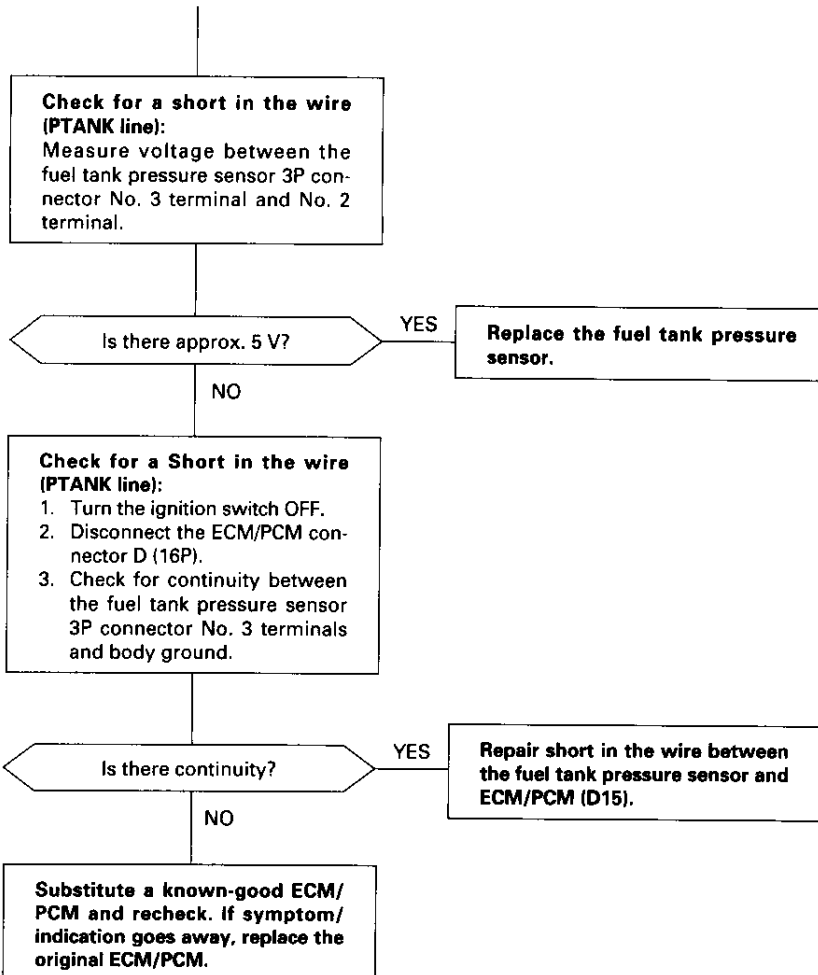 Check for a short in the wire
(PTANK line):
Measure voltage between the
fuel tank pressure sensor 3P con-
nector No. 3 terminal and No. 2
terminal.
Is there approx. 5 V?
YES
Replace the fuel tank pressure
sensor.
NO
Check for a Short in the wire
(PTANK line):
1. Turn the ignition switch OFF.
2. Disconnect the ECM/PCM con-
nector D (16P).
3. Check for continuity between
the fuel tank pressure sensor
3P connector No. 3 terminals
and body ground.
Is there continuity?
YES
Repair short in the wire between
the fuel tank pressure sensor and
ECM/PCM (D15).
NO
Substitute a known-good ECM/
PCM and recheck. If symptom/
indication goes away, replace the
original ECM/PCM.